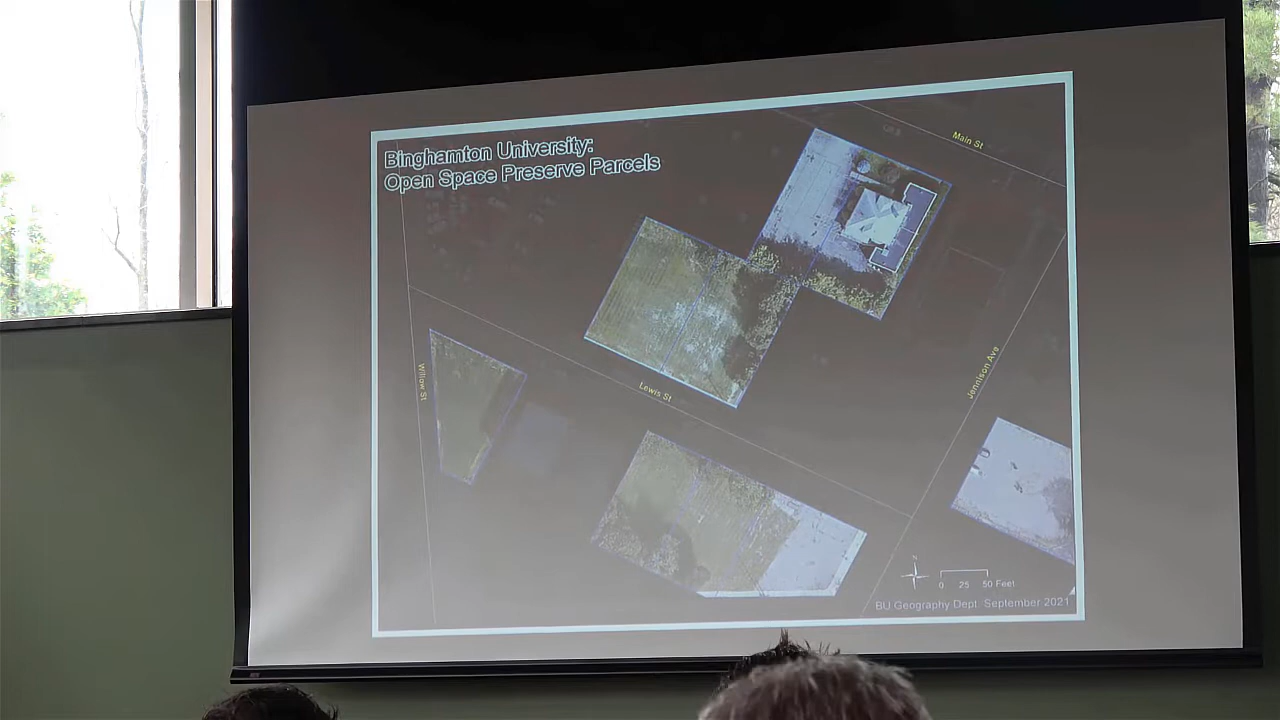 Binghamton University:
Open Space Preserve Parcels
Main St
Willow St
Lewis St
Jennison Ave
N
0 25 50 Feet
BU Geography Dept September 2021